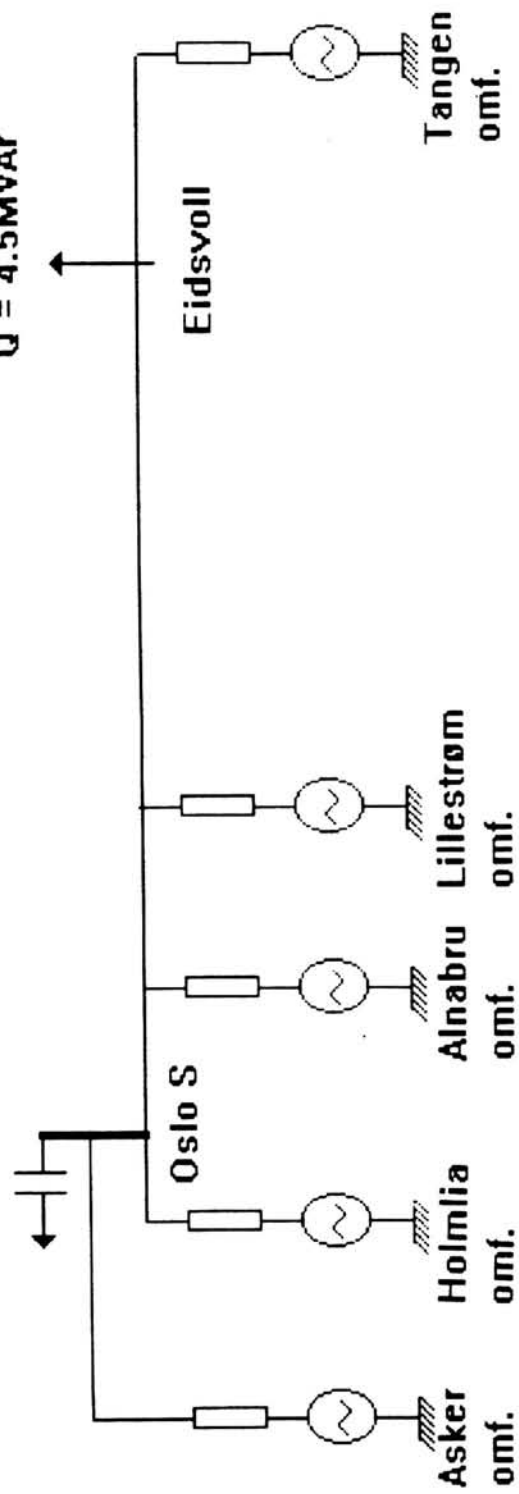 Q = 4.5MVAr
Eidsvoll
Oslo S
Asker
omf.
Holmlia
omf.
Alnabru
omf.
Lillestrøm
omf.
Tangen
omf.